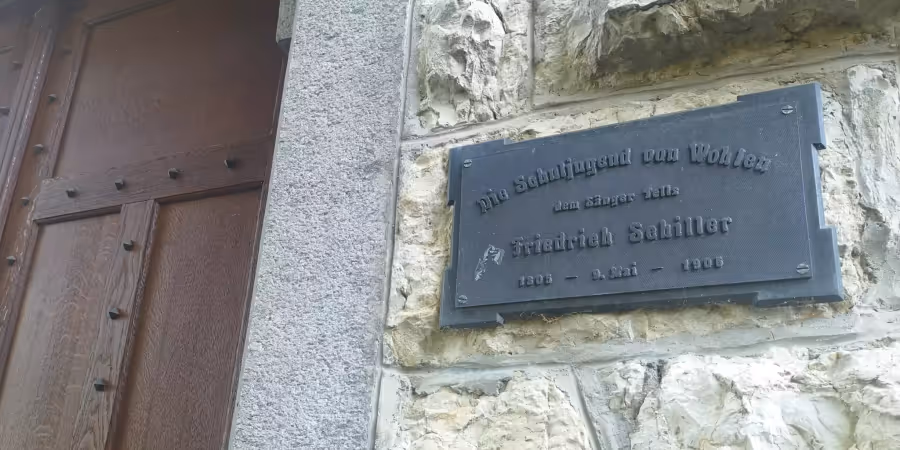 Die Schuljugend von Wohlen
dem Sänger Tells
Friedrich Schiller
1805 – 9. Mai – 1905